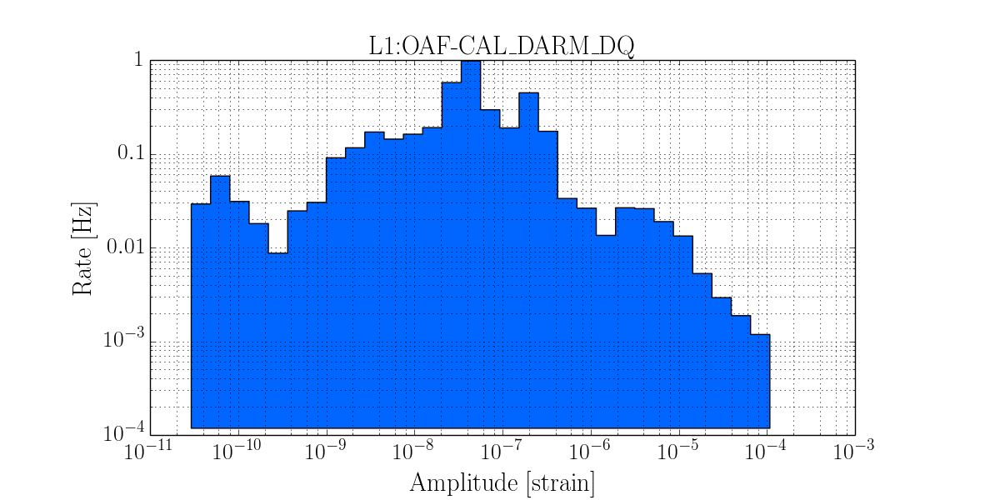 L1:OAF-CAL_DARM_DQ
1
0.1
0.01
10⁻³
10⁻⁴
Rate [Hz]
10⁻¹¹ 10⁻¹⁰ 10⁻⁹ 10⁻⁸ 10⁻⁷ 10⁻⁶ 10⁻⁵ 10⁻⁴ 10⁻³
Amplitude [strain]